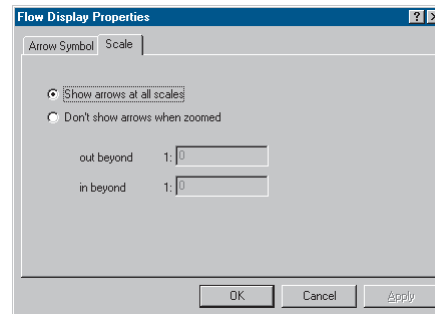 Flow Display Properties
Arrow Symbol Scale
Show arrows at all scales
Don't show arrows when zoomed
out beyond 1: 0
in beyond 1: 0
OK Cancel Apply